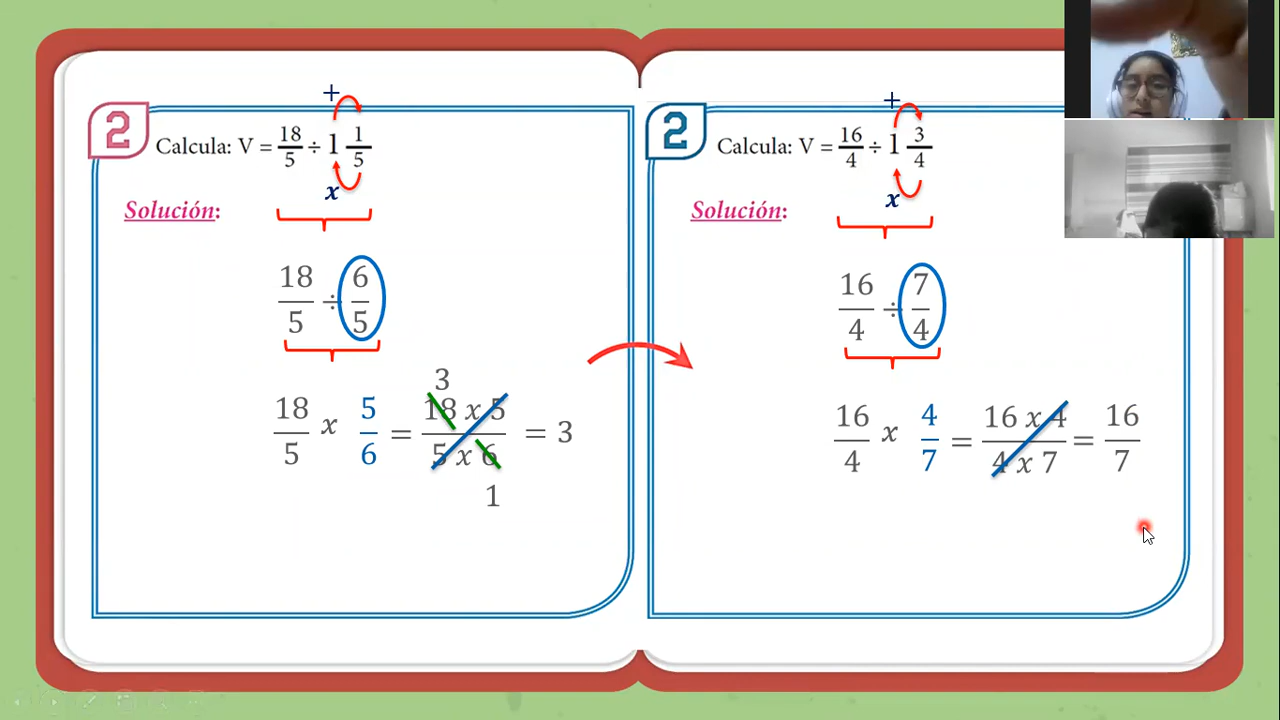 2
+
Calcula: V = 18/5 ÷ 1 1/5
x
Solución:
18/5 ÷ 6/5
18/5 x 5/6 = 18 x 5 / 5 x 6 = 3
3
1
2
+
Calcula: V = 16/4 ÷ 1 3/4
x
Solución:
16/4 ÷ 7/4
16/4 x 4/7 = 16 x 4 / 4 x 7 = 16/7